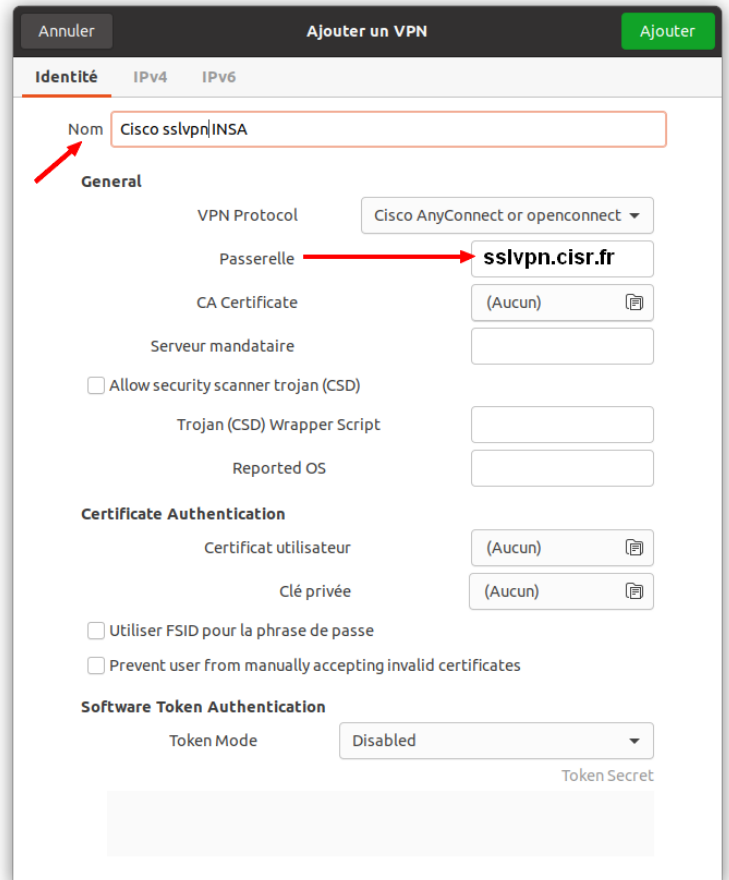 Annuler Ajouter un VPN Ajouter
Identité IPv4 IPv6
Nom Cisco sslvpn INSA
General
VPN Protocol Cisco AnyConnect or openconnect
Passerelle sslvpn.cisr.fr
CA Certificate (Aucun)
Serveur mandataire
Allow security scanner trojan (CSD)
Trojan (CSD) Wrapper Script
Reported OS
Certificate Authentication
Certificat utilisateur (Aucun)
Clé privée (Aucun)
Utiliser FSID pour la phrase de passe
Prevent user from manually accepting invalid certificates
Software Token Authentication
Token Mode Disabled
Token Secret